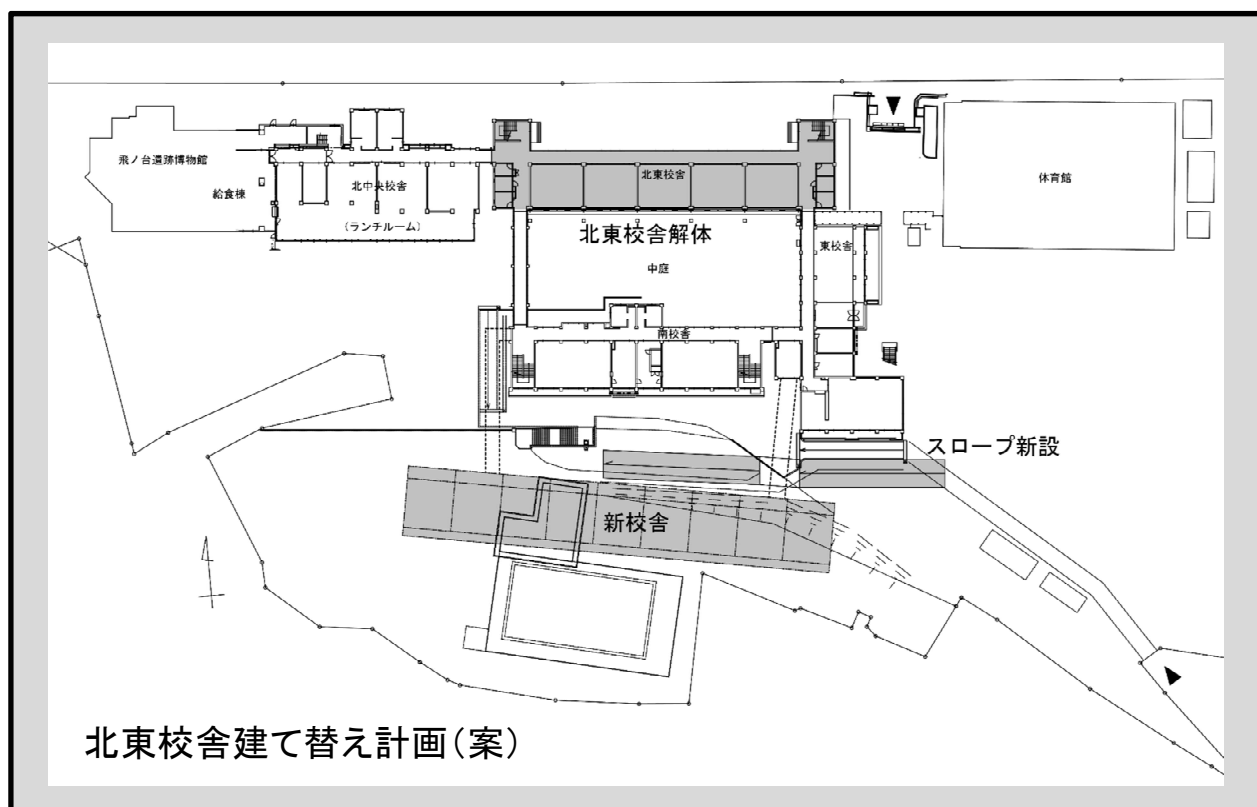 飛ノ台遺跡博物館
給食棟
北中央校舎
(ランチルーム)
北東校舎
体育館
北東校舎解体
中庭
東校舎
南校舎
スロープ新設
新校舎
北東校舎建て替え計画(案)